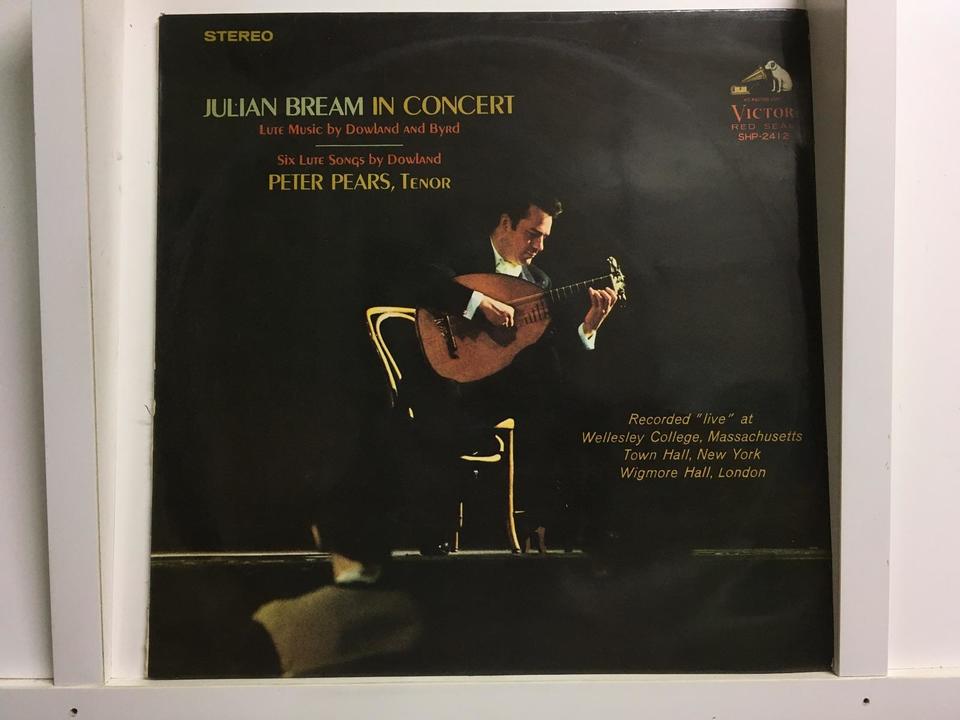 STEREO
JULIAN BREAM IN CONCERT
LUTE MUSIC BY DOWLAND AND BYRD
SIX LUTE SONGS BY DOWLAND
PETER PEARS, TENOR
VICTOR
RED SEAL
SHP-2412
Recorded "live" at
Wellesley College, Massachusetts
Town Hall, New York
Wigmore Hall, London